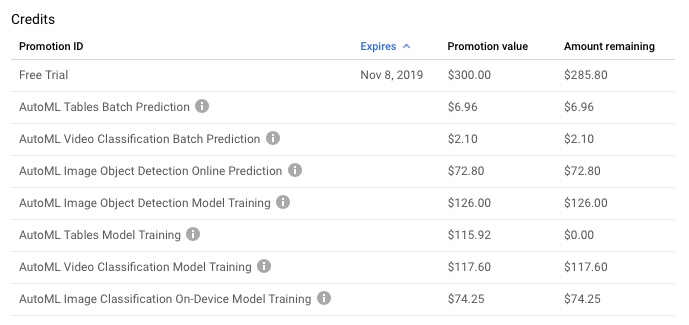 Credits
Promotion ID Expires Promotion value Amount remaining
Free Trial Nov 8, 2019 $300.00 $285.80
AutoML Tables Batch Prediction $6.96 $6.96
AutoML Video Classification Batch Prediction $2.10 $2.10
AutoML Image Object Detection Online Prediction $72.80 $72.80
AutoML Image Object Detection Model Training $126.00 $126.00
AutoML Tables Model Training $115.92 $0.00
AutoML Video Classification Model Training $117.60 $117.60
AutoML Image Classification On-Device Model Training $74.25 $74.25